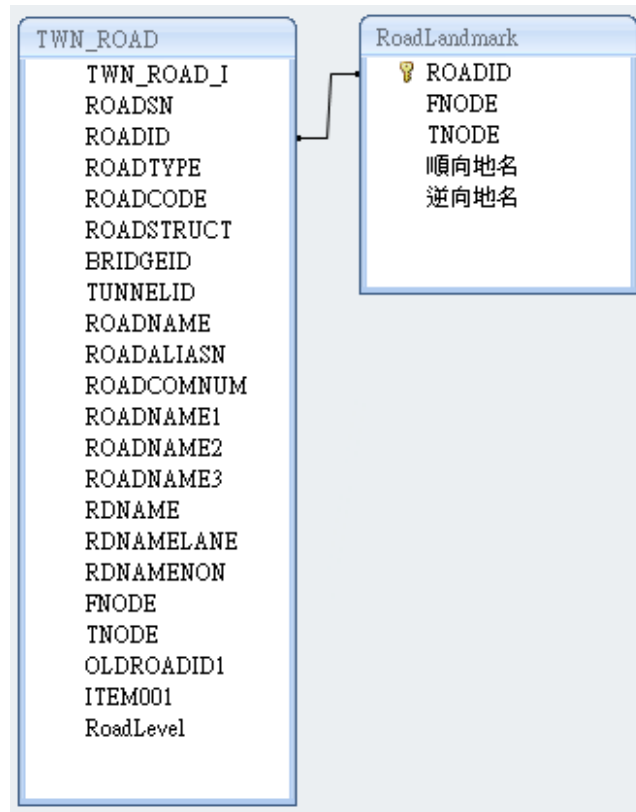 TWN_ROAD
TWN_ROAD_I
ROADSN
ROADID
ROADTYPE
ROADCODE
ROADSTRUCT
BRIDGEID
TUNNELID
ROADNAME
ROADALIASN
ROADCOMNUM
ROADNAME1
ROADNAME2
ROADNAME3
RDNAME
RDNAMELANE
RDNAMENON
FNODE
TNODE
OLDROADID1
ITEM001
RoadLevel
RoadLandmark
ROADID
FNODE
TNODE
順向地名
逆向地名